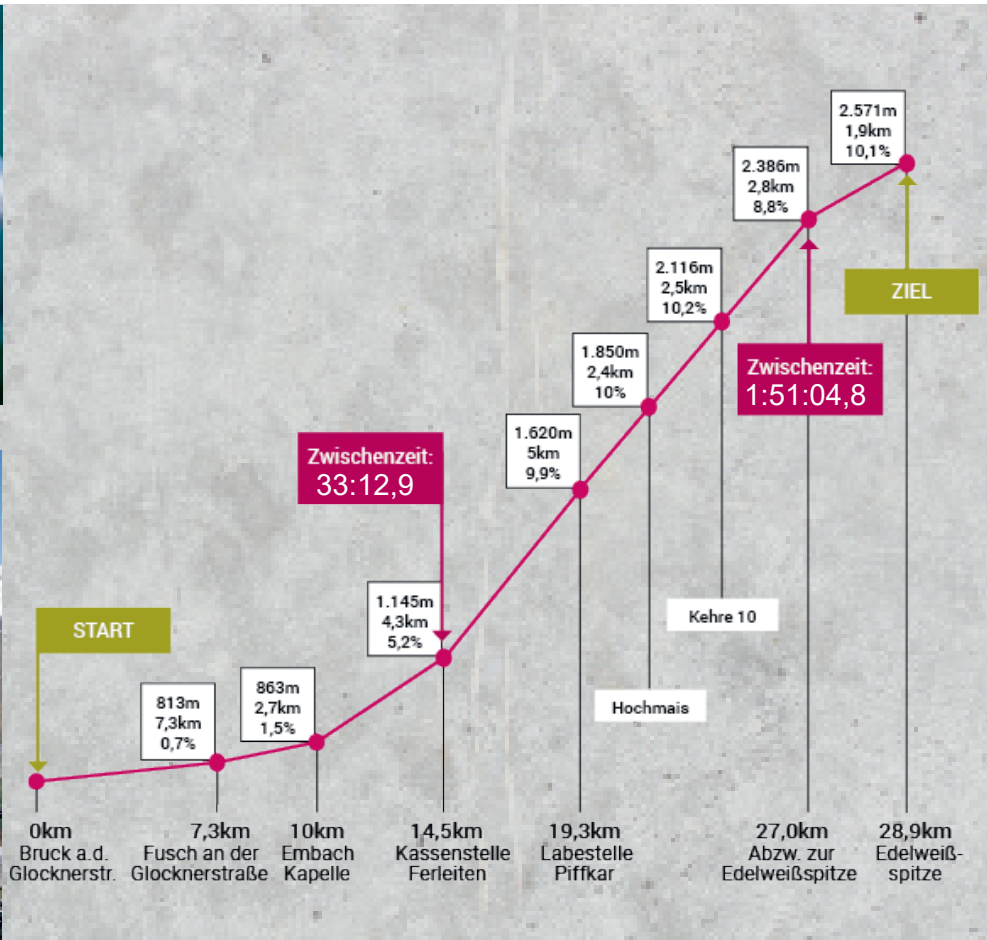 2.571m
1,9km
10,1%
2.386m
2,8km
8,8%
ZIEL
2.116m
2,5km
10,2%
1.850m
2,4km
10%
Zwischenzeit:
1:51:04,8
1.620m
5km
9,9%
Zwischenzeit:
33:12,9
1.145m
4,3km
5,2%
START
Kehre 10
863m
2,7km
1,5%
813m
7,3km
0,7%
Hochmais
0km
Bruck a.d.
Glocknerstr.
7,3km
Fusch an der
Glocknerstraße
10km
Embach
Kapelle
14,5km
Kassenstelle
Ferleiten
19,3km
Labestelle
Piffkar
27,0km
Abzw. zur
Edelweißspitze
28,9km
Edelweiß-
spitze